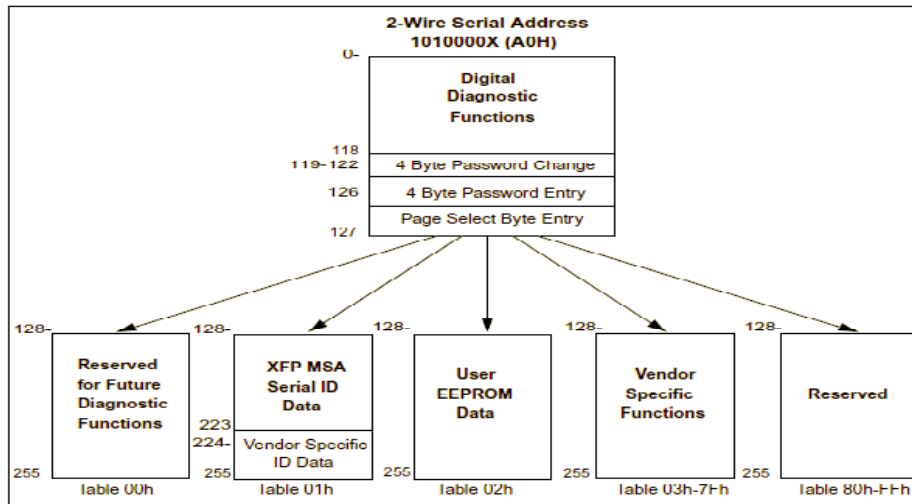 2-Wire Serial Address
1010000X (A0H)
0-
Digital
Diagnostic
Functions
118
119-122
4 Byte Password Change
126
4 Byte Password Entry
Page Select Byte Entry
127
128-
Reserved
for Future
Diagnostic
Functions
255
Table 00h
128-
XFP MSA
Serial ID
Data
223
224-
Vendor Specific
ID Data
255
Table 01h
128-
User
EEPROM
Data
255
Table 02h
128-
Vendor
Specific
Functions
255
Table 03h-7Fh
128-
Reserved
255
Table 80h-FFh